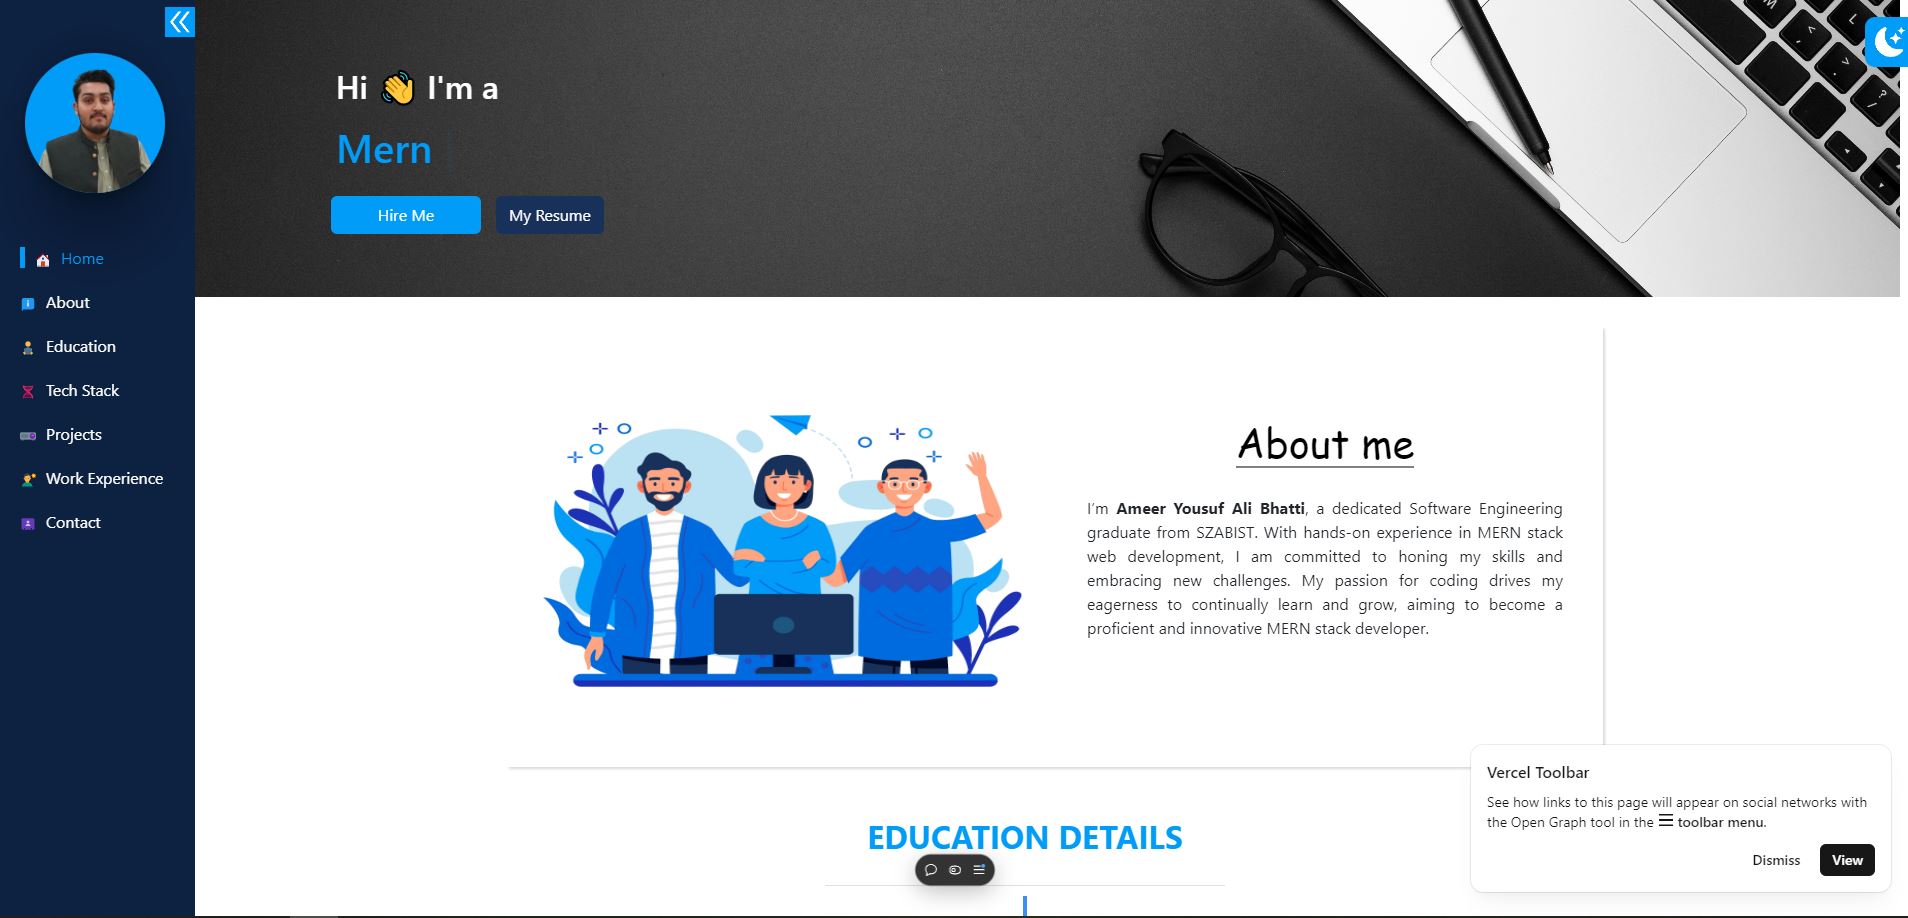 Hi 👋 I'm a
Mern
Hire Me
My Resume
Home
About
Education
Tech Stack
Projects
Work Experience
Contact
About me
I'm Ameer Yousuf Ali Bhatti, a dedicated Software Engineering
graduate from SZABIST. With hands-on experience in MERN stack
web development, I am committed to honing my skills and
embracing new challenges. My passion for coding drives my
eagerness to continually learn and grow, aiming to become a
proficient and innovative MERN stack developer.
EDUCATION DETAILS
Vercel Toolbar
See how links to this page will appear on social networks with
the Open Graph tool in the ☰ toolbar menu.
Dismiss
View